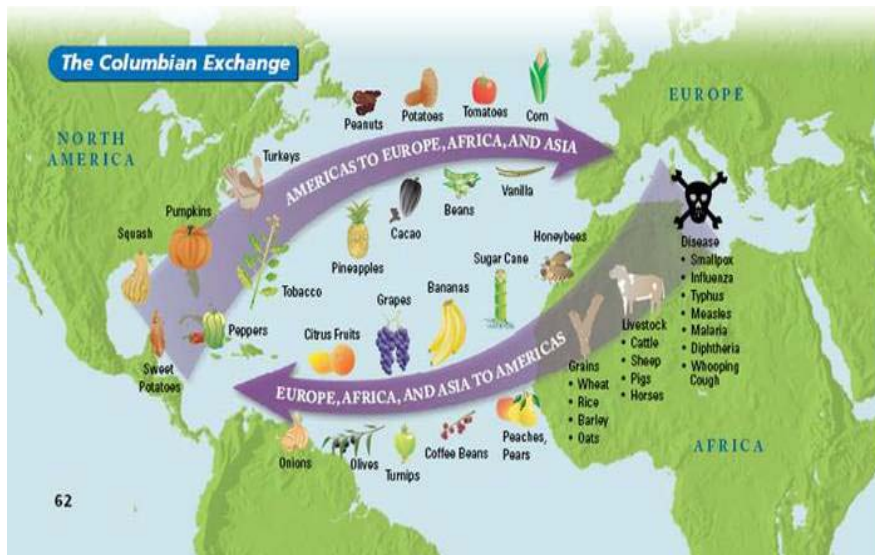 The Columbian Exchange
NORTH
AMERICA
EUROPE
AFRICA
Peanuts
Potatoes
Tomatoes
Corn
Turkeys
AMERICAS TO EUROPE, AFRICA, AND ASIA
Squash
Pumpkins
Tobacco
Peppers
Sweet
Potatoes
Pineapples
Cacao
Beans
Vanilla
Citrus Fruits
Grapes
Bananas
Sugar Cane
Honeybees
EUROPE, AFRICA, AND ASIA TO AMERICAS
Onions
Olives
Turnips
Coffee Beans
Peaches,
Pears
Grains
• Wheat
• Rice
• Barley
• Oats
Livestock
• Cattle
• Sheep
• Pigs
• Horses
Disease
• Smallpox
• Influenza
• Typhus
• Measles
• Malaria
• Diphtheria
• Whooping
Cough
62